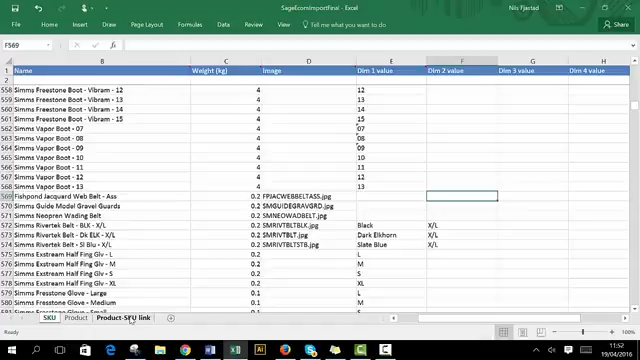 SageEcomImportFinal - Excel
Nils Fjastad
File Home Insert Page Layout Formulas Data Review View Tell me what you want to do Share
F569
B C D E F G H
1 Name Weight (kg) Image Dim 1 value Dim 2 value Dim 3 value Dim 4 value
2
558 Simms Freestone Boot - Vibram - 12 4 12
559 Simms Freestone Boot - Vibram - 13 4 13
560 Simms Freestone Boot - Vibram - 14 4 14
561 Simms Freestone Boot - Vibram - 15 4 15
562 Simms Vapor Boot - 07 4 07
563 Simms Vapor Boot - 08 4 08
564 Simms Vapor Boot - 09 4 09
565 Simms Vapor Boot - 10 4 10
566 Simms Vapor Boot - 11 4 11
567 Simms Vapor Boot - 12 4 12
568 Simms Vapor Boot - 13 4 13
569 Fishpond Jacquard Web Belt - Ass 0.2 FPJACWEBBELTASS.jpg
570 Simms Guide Model Gravel Guards 0.2 SMGUIDEGRAVGRD.jpg
571 Simms Neopren Wading Belt 0.2 SMNEOWADBELT.jpg
572 Simms Rivertek Belt - BLK - X/L 0.2 SMRIVTBLTBLK.jpg Black X/L
573 Simms Rivertek Belt - Dk ELK - X/L 0.2 SMRIVTBLT.jpg Dark Elkhorn X/L
574 Simms Rivertek Belt - Sl Blu - X/L 0.2 SMRIVTBLTSTB.jpg Slate Blue X/L
575 Simms Exstream Half Fing Glv - L 0.2 L
576 Simms Exstream Half Fing Glv - M 0.2 M
577 Simms Exstream Half Fing Glv - S 0.2 S
578 Simms Exstream Half Fing Glv - XL 0.2 XL
579 Simms Freestone Glove - Large 0.1 L
580 Simms Freestone Glove - Medium 0.1 M
581 Simms Freestone Glove - Small 0.1 S
SKU Product Product-SKU link
Ready 100%
11:52
19/04/2016